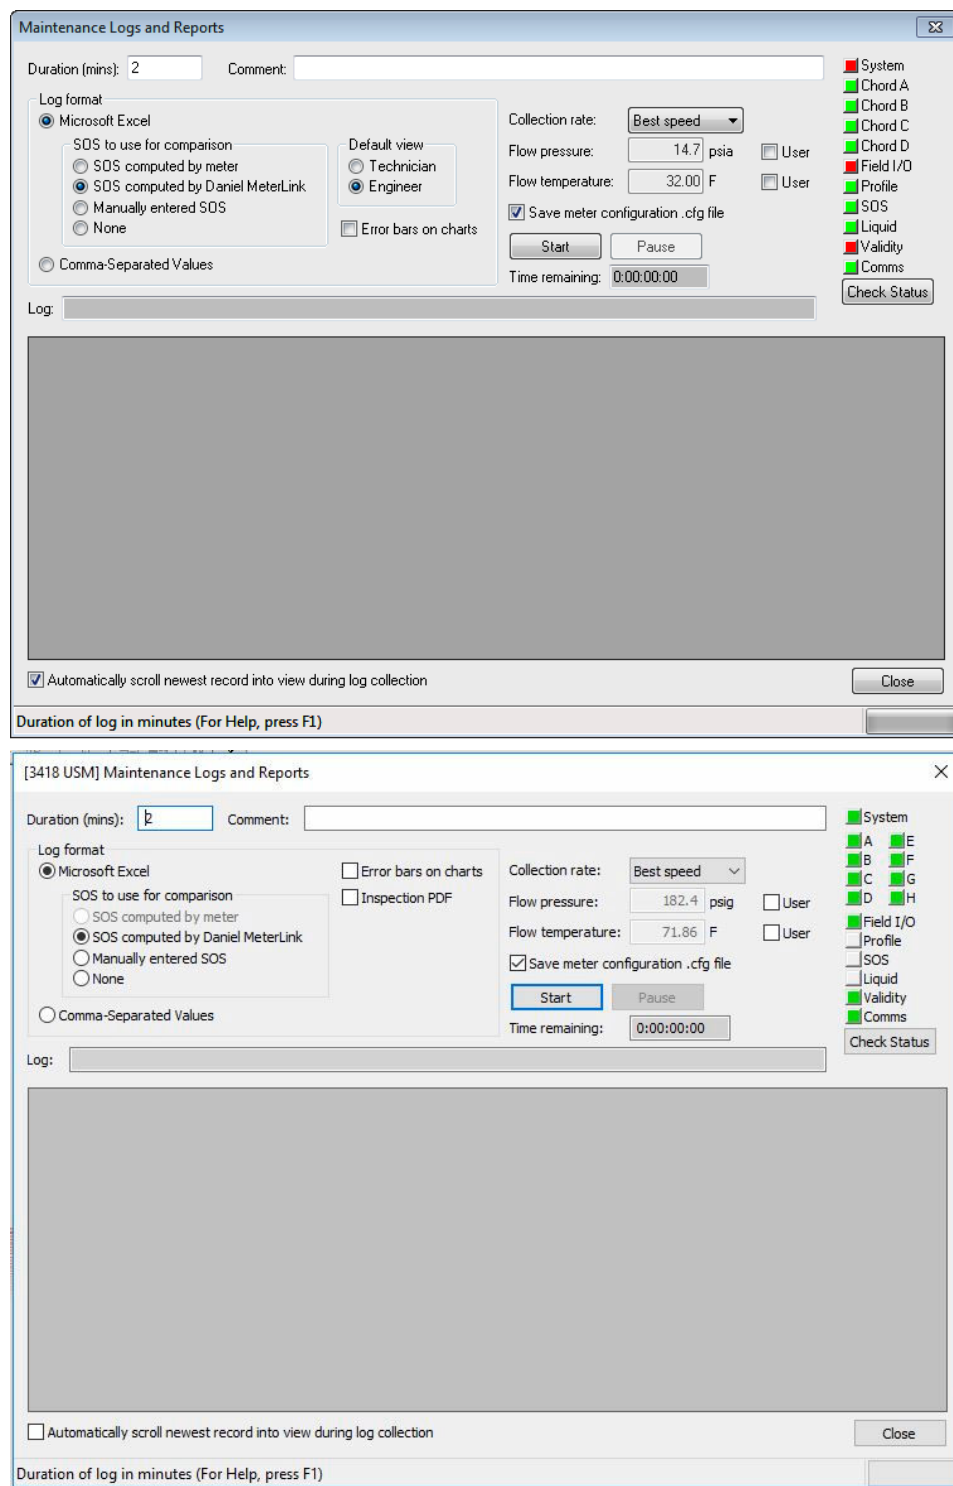 Maintenance Logs and Reports
Duration (mins): 2 Comment: System
Chord A
Log format Chord B
Microsoft Excel Collection rate: Best speed Chord C
SOS to use for comparison Default view Chord D
SOS computed by meter Technician Flow pressure: 14.7 psia User Field I/O
SOS computed by Daniel MeterLink Engineer Flow temperature: 32.00 F User Profile
Manually entered SOS Save meter configuration .cfg file SOS
None Error bars on charts Liquid
Start Pause Validity
Comma-Separated Values Time remaining: 0:00:00:00 Comms
Check Status
Log:
Automatically scroll newest record into view during log collection Close
Duration of log in minutes (For Help, press F1)
[3418 USM] Maintenance Logs and Reports
Duration (mins): 2 Comment: System
A E
Log format B F
Microsoft Excel Error bars on charts Collection rate: Best speed C G
SOS to use for comparison Inspection PDF Flow pressure: 182.4 psig User D H
SOS computed by meter Field I/O
SOS computed by Daniel MeterLink Flow temperature: 71.86 F User Profile
Manually entered SOS Save meter configuration .cfg file SOS
None Liquid
Start Pause Validity
Comma-Separated Values Time remaining: 0:00:00:00 Comms
Check Status
Log:
Automatically scroll newest record into view during log collection Close
Duration of log in minutes (For Help, press F1)